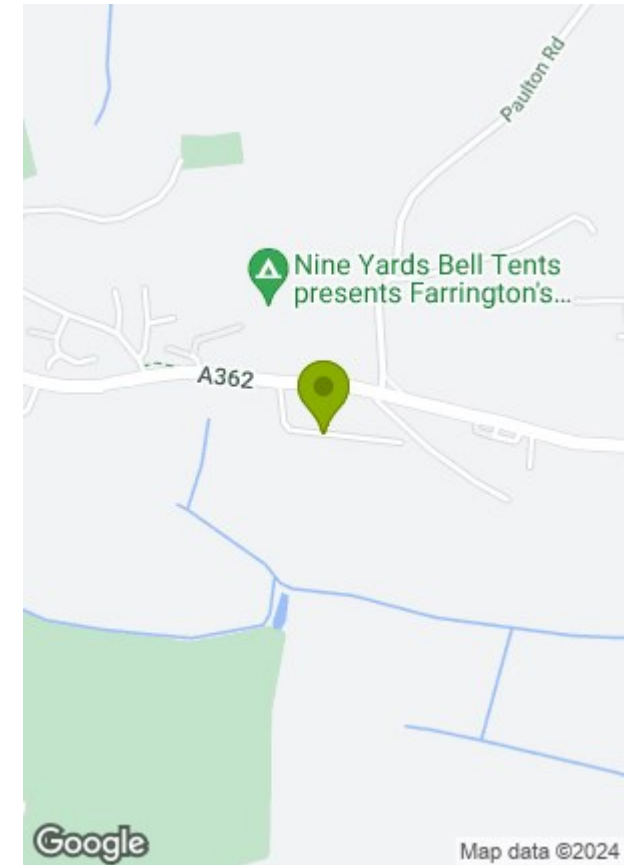 Paulton Rd
Nine Yards Bell Tents
presents Farrington's...
A362
Google
Map data ©2024